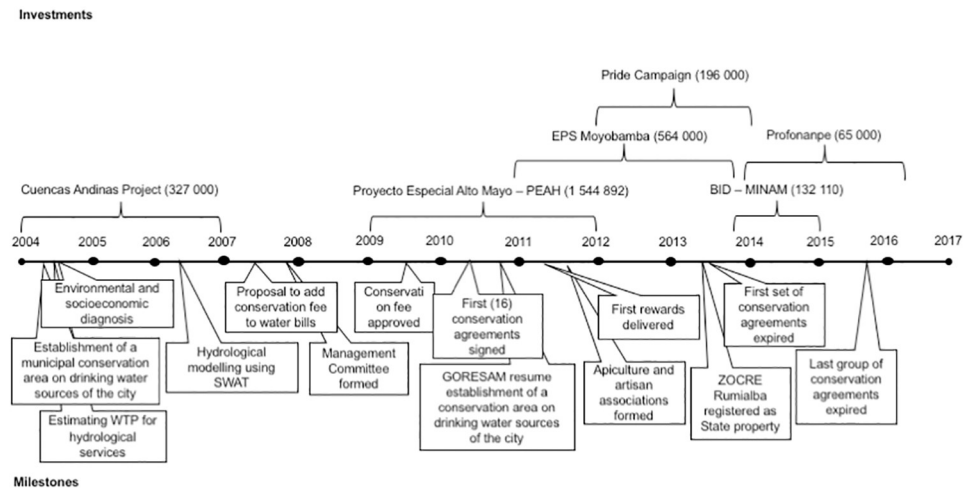 Investments
Pride Campaign (196 000)
EPS Moyobamba (564 000)
Profonanpe (65 000)
Cuencas Andinas Project (327 000)
Proyecto Especial Alto Mayo – PEAH (1 544 892)
BID – MINAM (132 110)
2004 2005 2006 2007 2008 2009 2010 2011 2012 2013 2014 2015 2016 2017
Environmental and
socioeconomic
diagnosis
Establishment of a
municipal conservation
area on drinking water
sources of the city
Estimating WTP for
hydrological
services
Hydrological
modelling using
SWAT
Proposal to add
conservation fee
to water bills
Management
Committee
formed
Conservati
on fee
approved
First (16)
conservation
agreements
signed
GORESAM resume
establishment of a
conservation area on
drinking water sources
of the city
First rewards
delivered
Apiculture and
artisan
associations
formed
First set of
conservation
agreements
expired
ZOCRE
Rumialba
registered as
State property
Last group of
conservation
agreements
expired
Milestones